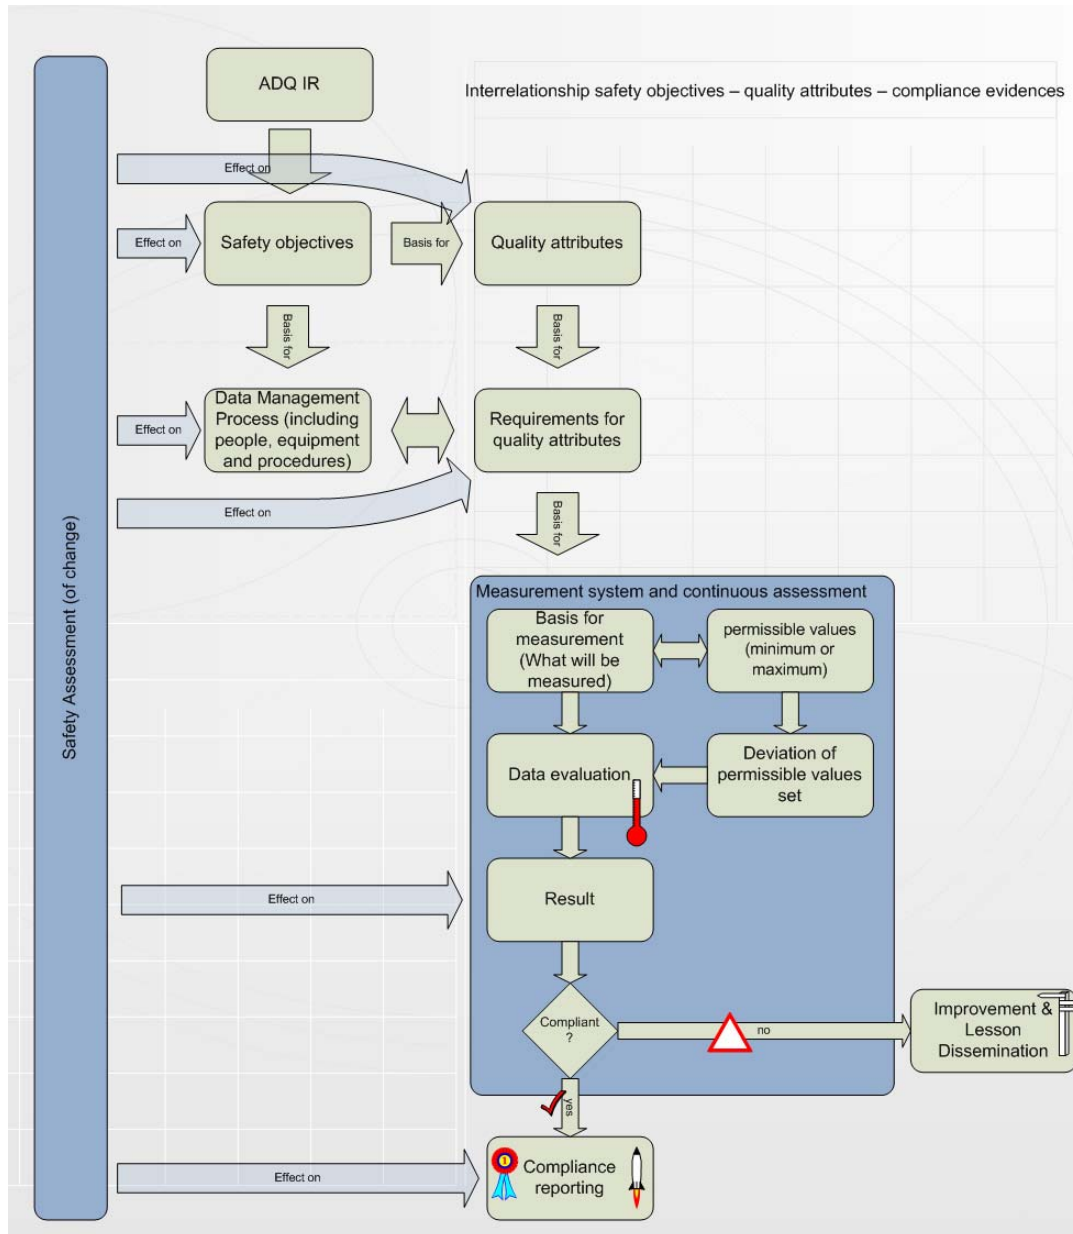 ADQ IR
Interrelationship safety objectives – quality attributes – compliance evidences
Effect on
Effect on
Safety objectives
Basis for
Quality attributes
Basis for
Basis for
Effect on
Data Management
Process (including
people, equipment
and procedures)
Requirements for
quality attributes
Effect on
Basis for
Safety Assessment (of change)
Measurement system and continuous assessment
Basis for
measurement
(What will be
measured)
permissible values
(minimum or
maximum)
Data evaluation
Deviation of
permissible values
set
Effect on
Result
Compliant
?
no
Improvement &
Lesson
Dissemination
yes
Effect on
1
Compliance
reporting